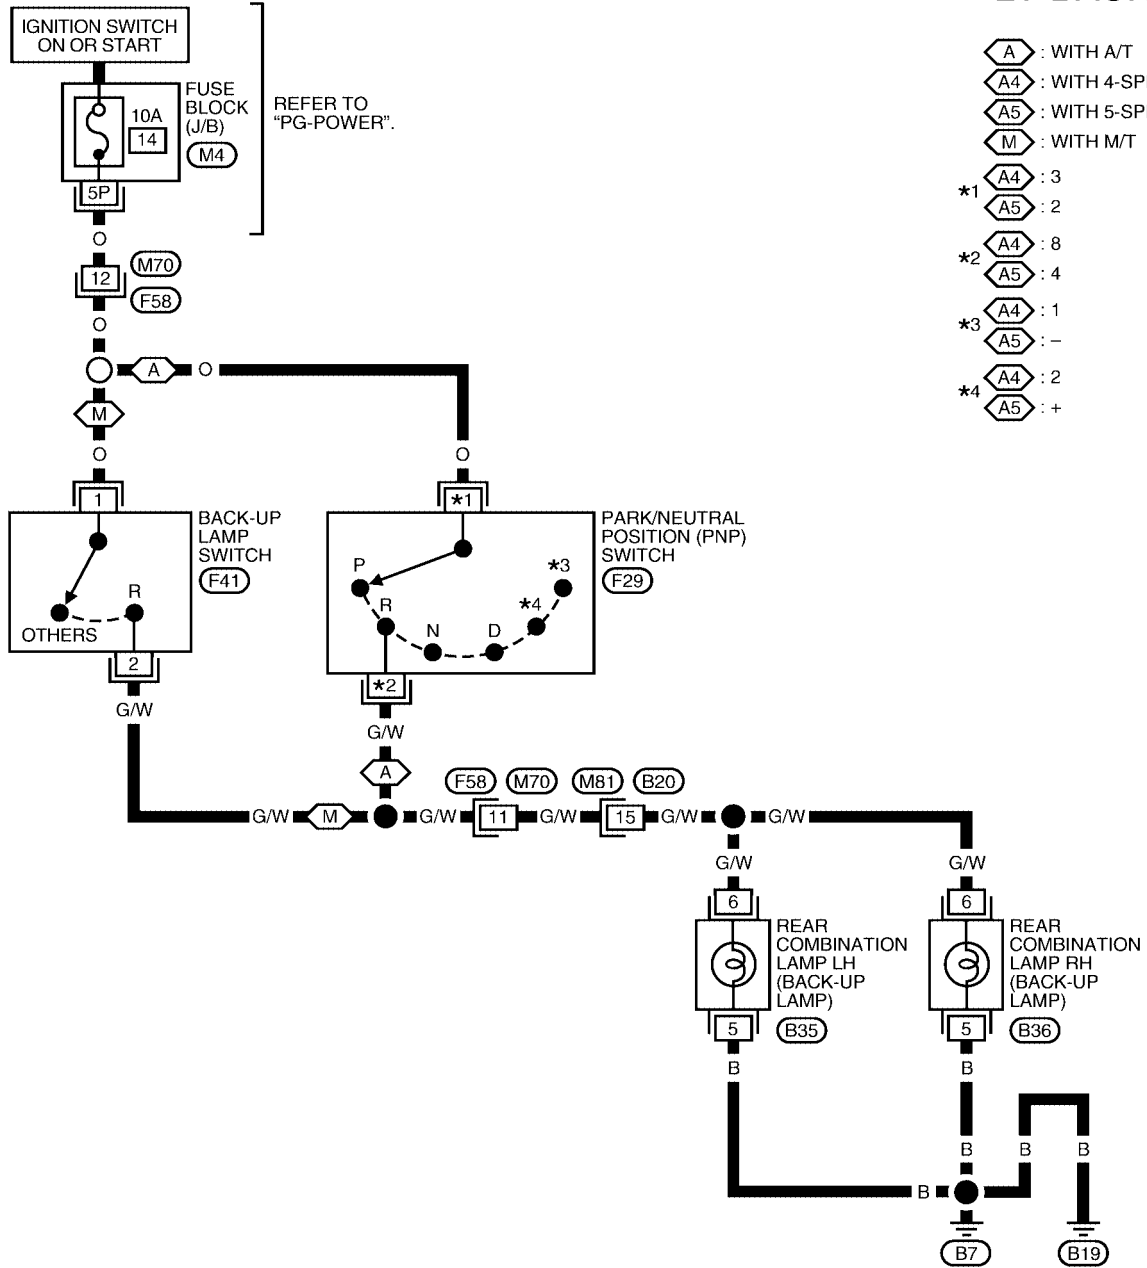 IGNITION SWITCH
ON OR START
FUSE
BLOCK
(J/B)
M4
10A
14
5P
REFER TO
"PG-POWER".
A : WITH A/T
A4 : WITH 4-SP
A5 : WITH 5-SP
M : WITH M/T
*1 A4 : 3
A5 : 2
*2 A4 : 8
A5 : 4
*3 A4 : 1
A5 : –
*4 A4 : 2
A5 : +
O
12
M70
F58
O
A
O
M
O
O
1
*1
BACK-UP
LAMP
SWITCH
F41
OTHERS
R
2
PARK/NEUTRAL
POSITION (PNP)
SWITCH
F29
P
R
N
D
*4
*3
*2
G/W
G/W
A
G/W
M
G/W
F58
11
M70
G/W
M81
15
B20
G/W
G/W
G/W
G/W
6
6
REAR
COMBINATION
LAMP LH
(BACK-UP
LAMP)
B35
REAR
COMBINATION
LAMP RH
(BACK-UP
LAMP)
B36
5
5
B
B
B
B
B
B
B7
B19